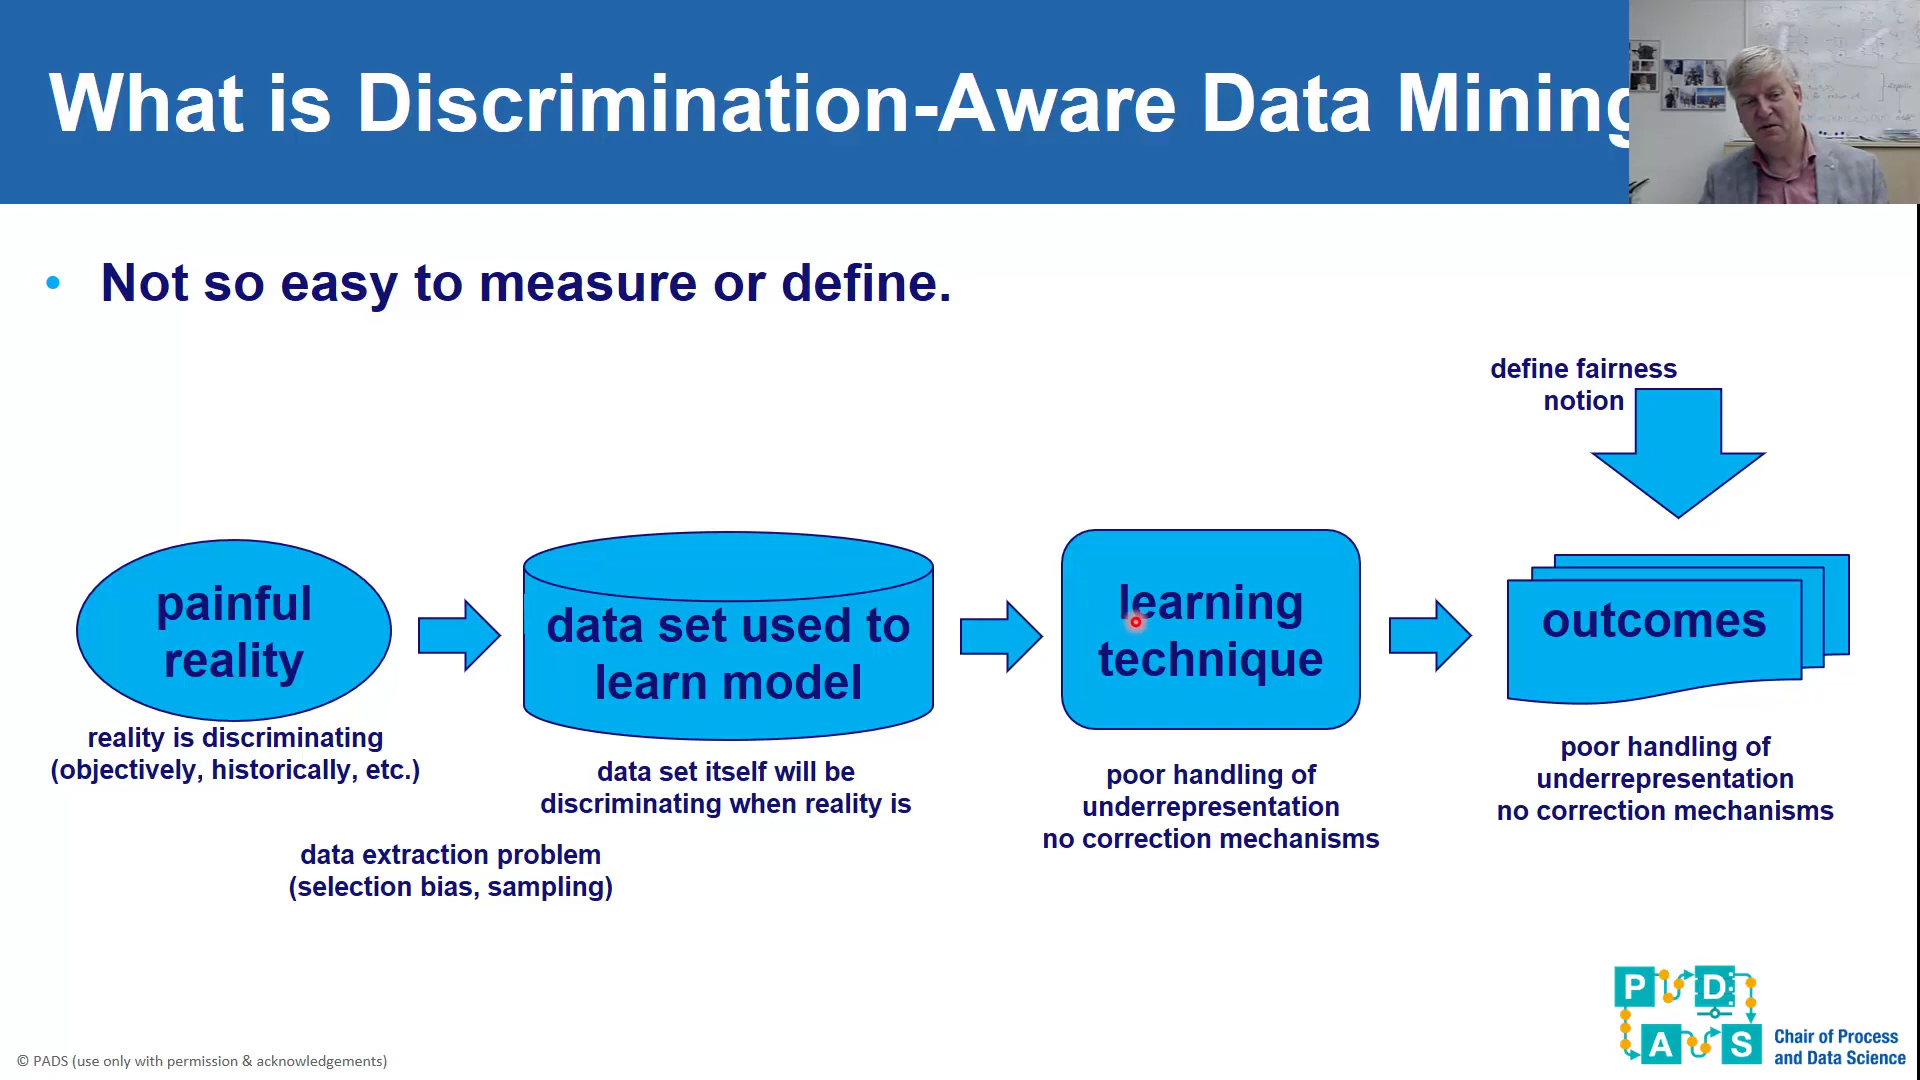 What is Discrimination-Aware Data Mining
• Not so easy to measure or define.
define fairness
notion
painful
reality
data set used to
learn model
learning
technique
outcomes
reality is discriminating
(objectively, historically, etc.)
data set itself will be
discriminating when reality is
poor handling of
underrepresentation
no correction mechanisms
poor handling of
underrepresentation
no correction mechanisms
data extraction problem
(selection bias, sampling)
P D
A S
Chair of Process
and Data Science
© PADS (use only with permission & acknowledgements)